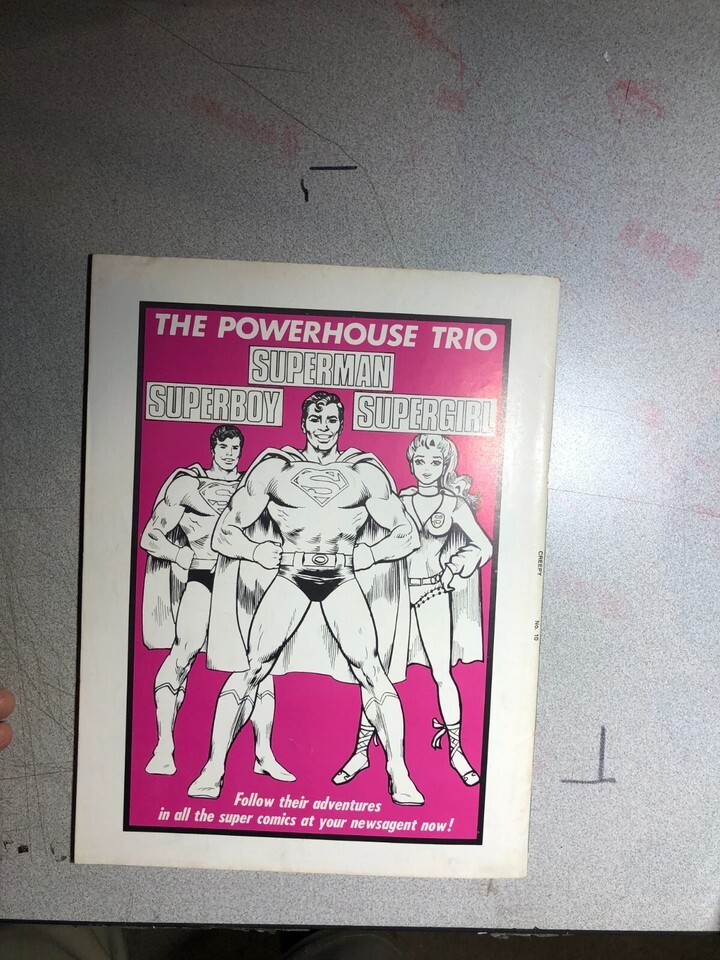 THE POWERHOUSE TRIO
SUPERMAN
SUPERBOY
SUPERGIRL
S
S
S
Follow their adventures
in all the super comics at your newsagent now!
CREEPY No. 10